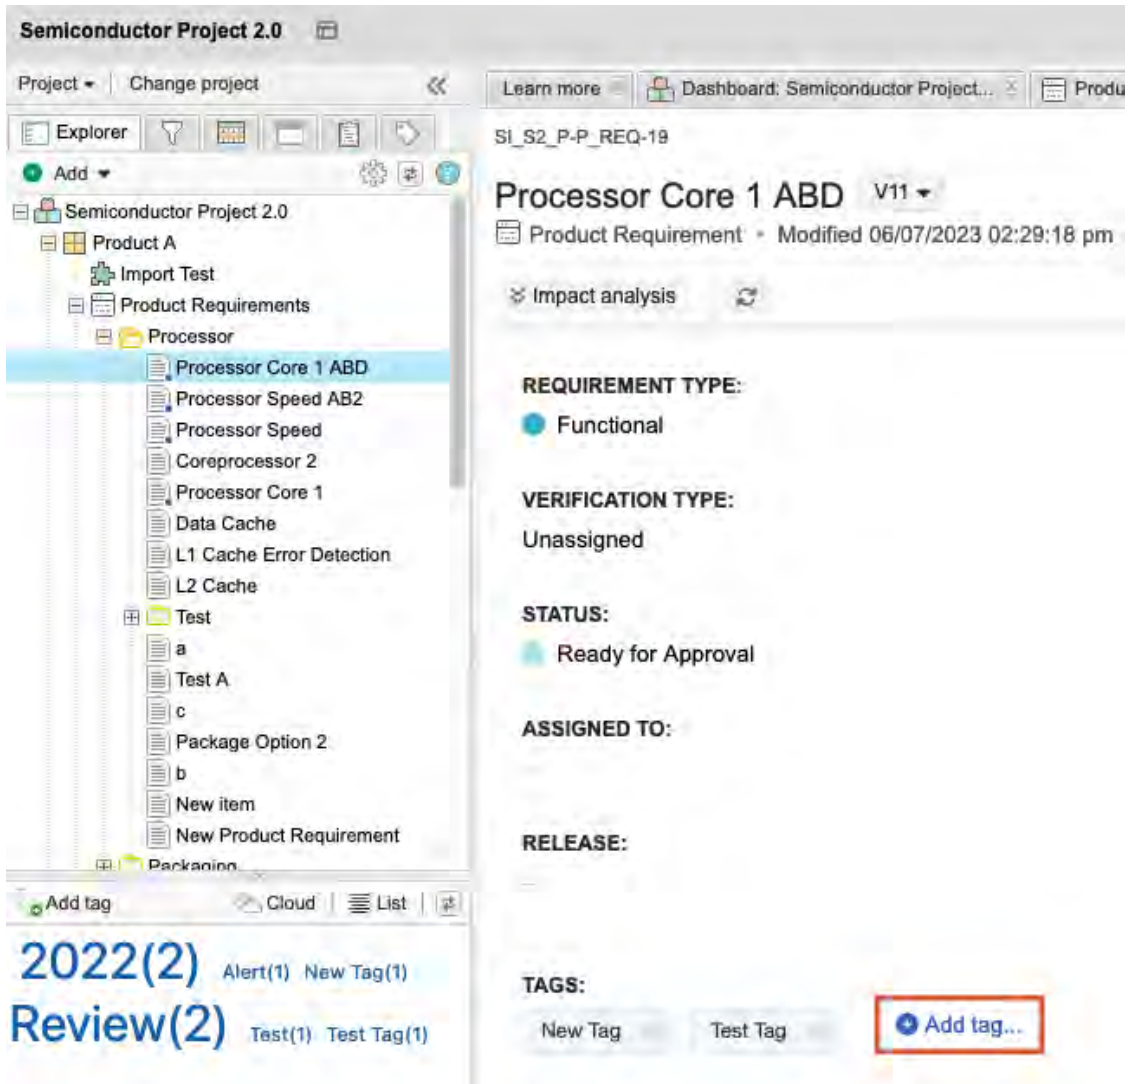 Semiconductor Project 2.0
Project
Change project
Explorer
Add
Semiconductor Project 2.0
Product A
Import Test
Product Requirements
Processor
Processor Core 1 ABD
Processor Speed AB2
Processor Speed
Coreprocessor 2
Processor Core 1
Data Cache
L1 Cache Error Detection
L2 Cache
Test
a
Test A
c
Package Option 2
b
New item
New Product Requirement
Packaging
Add tag
Cloud
List
2022(2) Alert(1) New Tag(1)
Review(2) Test(1) Test Tag(1)
Learn more
Dashboard: Semiconductor Project...
Produ
SI_S2_P-P_REQ-19
Processor Core 1 ABD V11
Product Requirement • Modified 06/07/2023 02:29:18 pm
Impact analysis
REQUIREMENT TYPE:
Functional
VERIFICATION TYPE:
Unassigned
STATUS:
Ready for Approval
ASSIGNED TO:
RELEASE:
TAGS:
New Tag
Test Tag
Add tag...